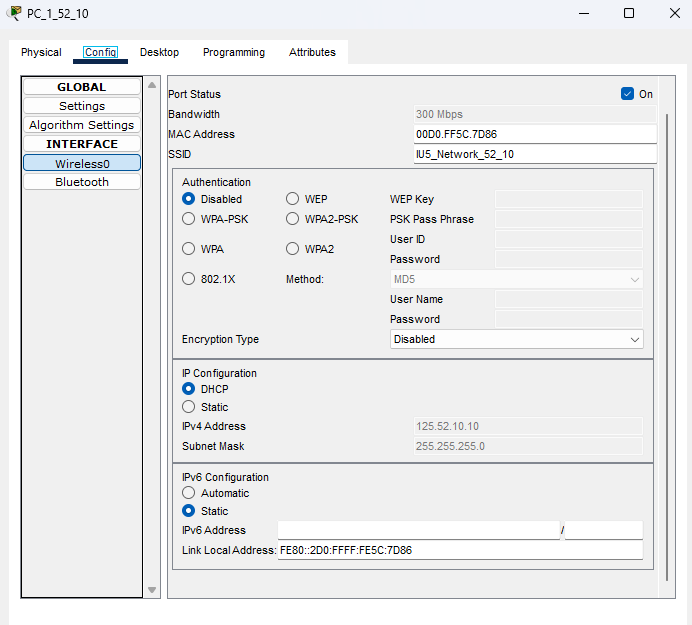 PC_1_52_10
Physical Config Desktop Programming Attributes
GLOBAL
Settings
Algorithm Settings
INTERFACE
Wireless0
Bluetooth
Port Status On
Bandwidth 300 Mbps
MAC Address 00D0.FF5C.7D86
SSID IU5_Network_52_10
Authentication
Disabled WEP WEP Key
WPA-PSK WPA2-PSK PSK Pass Phrase
User ID
WPA WPA2
Password
802.1X Method: MD5
User Name
Password
Encryption Type Disabled
IP Configuration
DHCP
Static
IPv4 Address 125.52.10.10
Subnet Mask 255.255.255.0
IPv6 Configuration
Automatic
Static
IPv6 Address /
Link Local Address: FE80::2D0:FFFF:FE5C:7D86